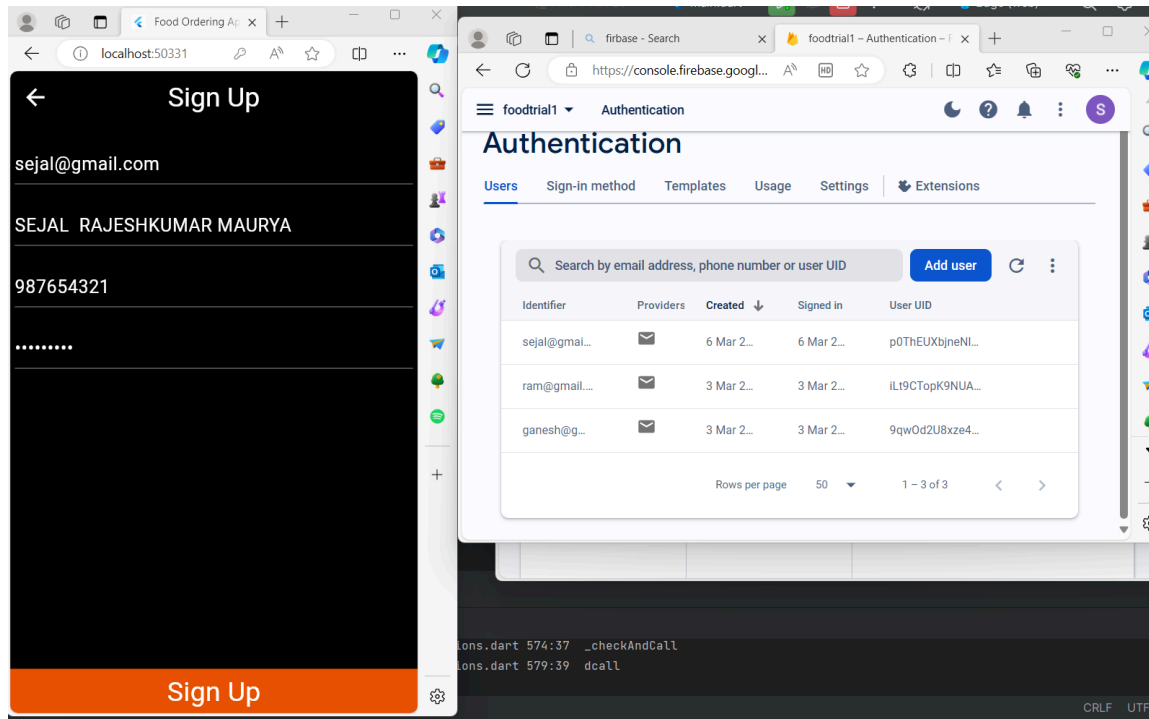 Food Ordering Ap
localhost:50331
Sign Up
sejal@gmail.com
SEJAL  RAJESHKUMAR MAURYA
987654321
•••••••••
Sign Up
firbase - Search
foodtrial1 – Authentication – F
https://console.firebase.googl...
HD
foodtrial1
Authentication
S
Authentication
Users
Sign-in method
Templates
Usage
Settings
Extensions
Search by email address, phone number or user UID
Add user
Identifier
Providers
Created
Signed in
User UID
sejal@gmai...
6 Mar 2...
6 Mar 2...
p0ThEUXbjneNl...
ram@gmail....
3 Mar 2...
3 Mar 2...
iLt9CTopK9NUA...
ganesh@g...
3 Mar 2...
3 Mar 2...
9qwOd2U8xze4...
Rows per page
50
1 – 3 of 3
ions.dart 574:37  _checkAndCall
ions.dart 579:39  dcall
CRLF
UTF